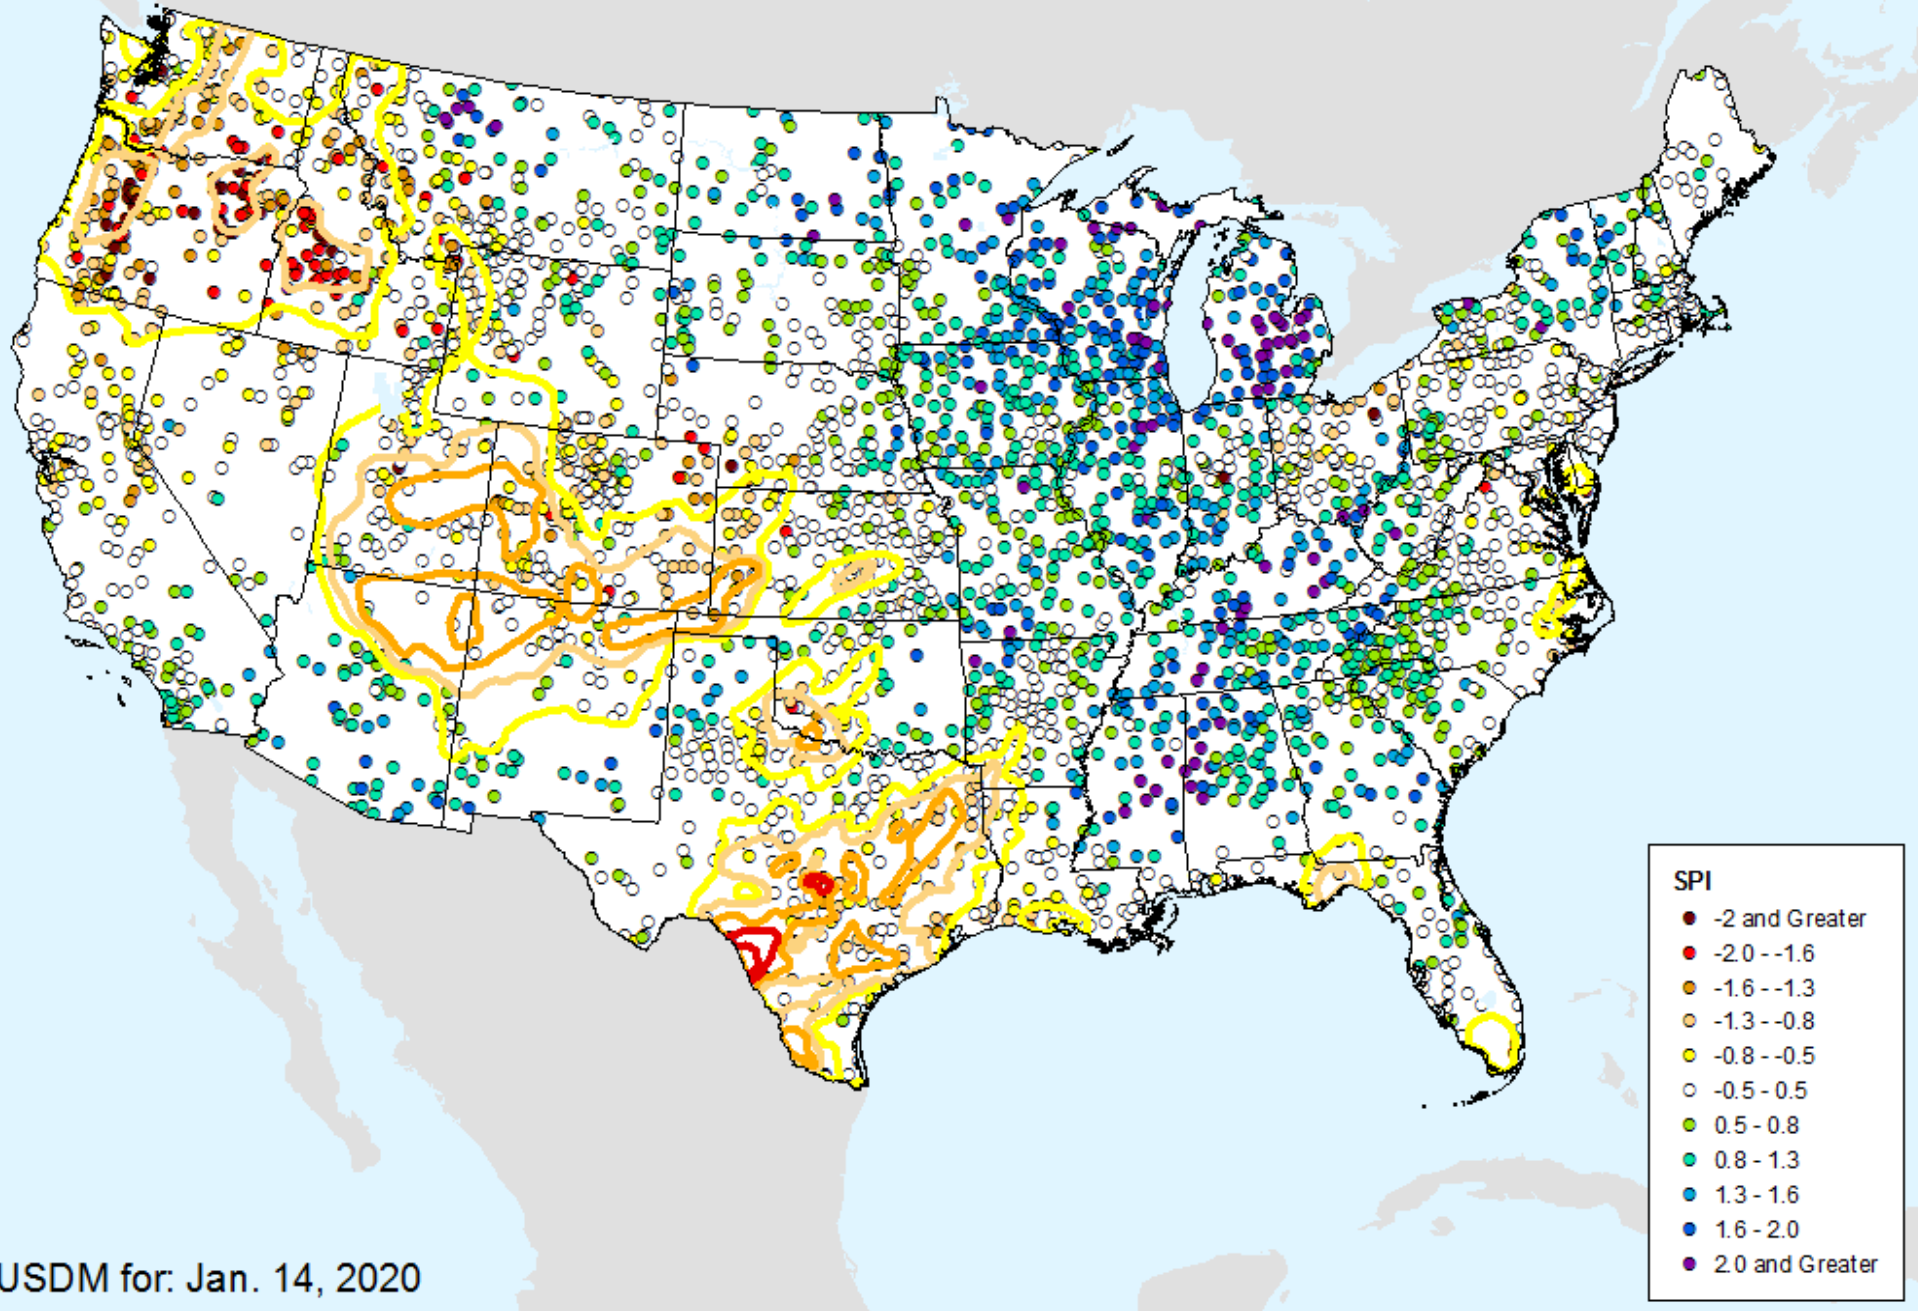 SPI
-2 and Greater
-2.0 - -1.6
-1.6 - -1.3
-1.3 - -0.8
-0.8 - -0.5
-0.5 - 0.5
0.5 - 0.8
0.8 - 1.3
1.3 - 1.6
1.6 - 2.0
2.0 and Greater
USDM for: Jan. 14, 2020